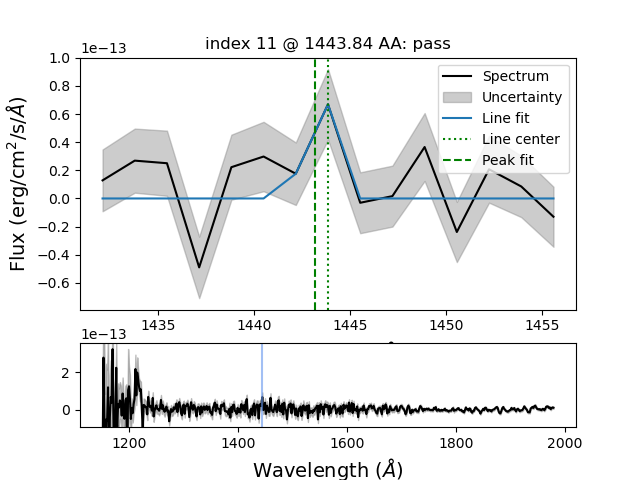 index 11 @ 1443.84 AA: pass
1e−13
1.0
0.8
0.6
0.4
0.2
0.0
−0.2
−0.4
−0.6
Flux (erg/cm²/s/Å)
Spectrum
Uncertainty
Line fit
Line center
Peak fit
1435 1440 1445 1450 1455
1e−13
2
0
1200 1400 1600 1800 2000
Wavelength (Å)